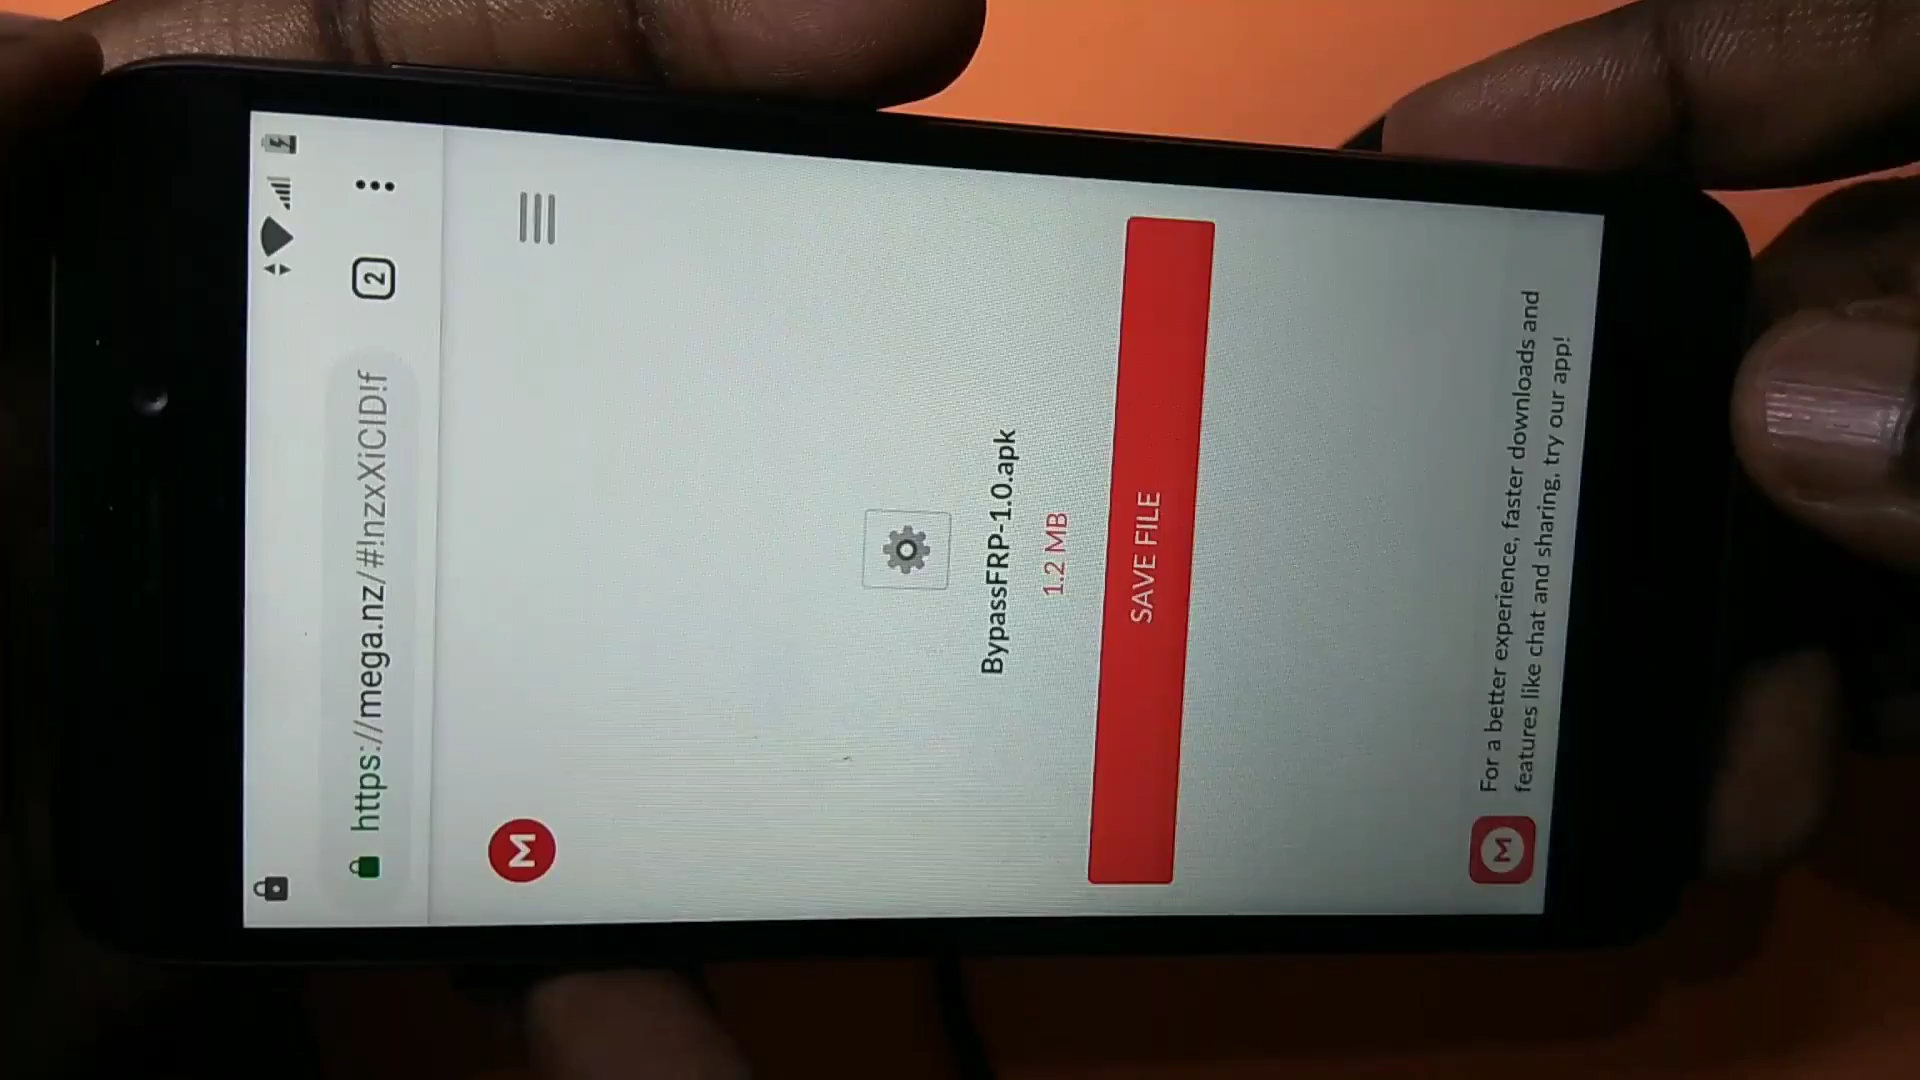 2
https://mega.nz/#!nzxXiCID!f
M
BypassFRP-1.0.apk
1.2 MB
SAVE FILE
M
For a better experience, faster downloads and
features like chat and sharing, try our app!